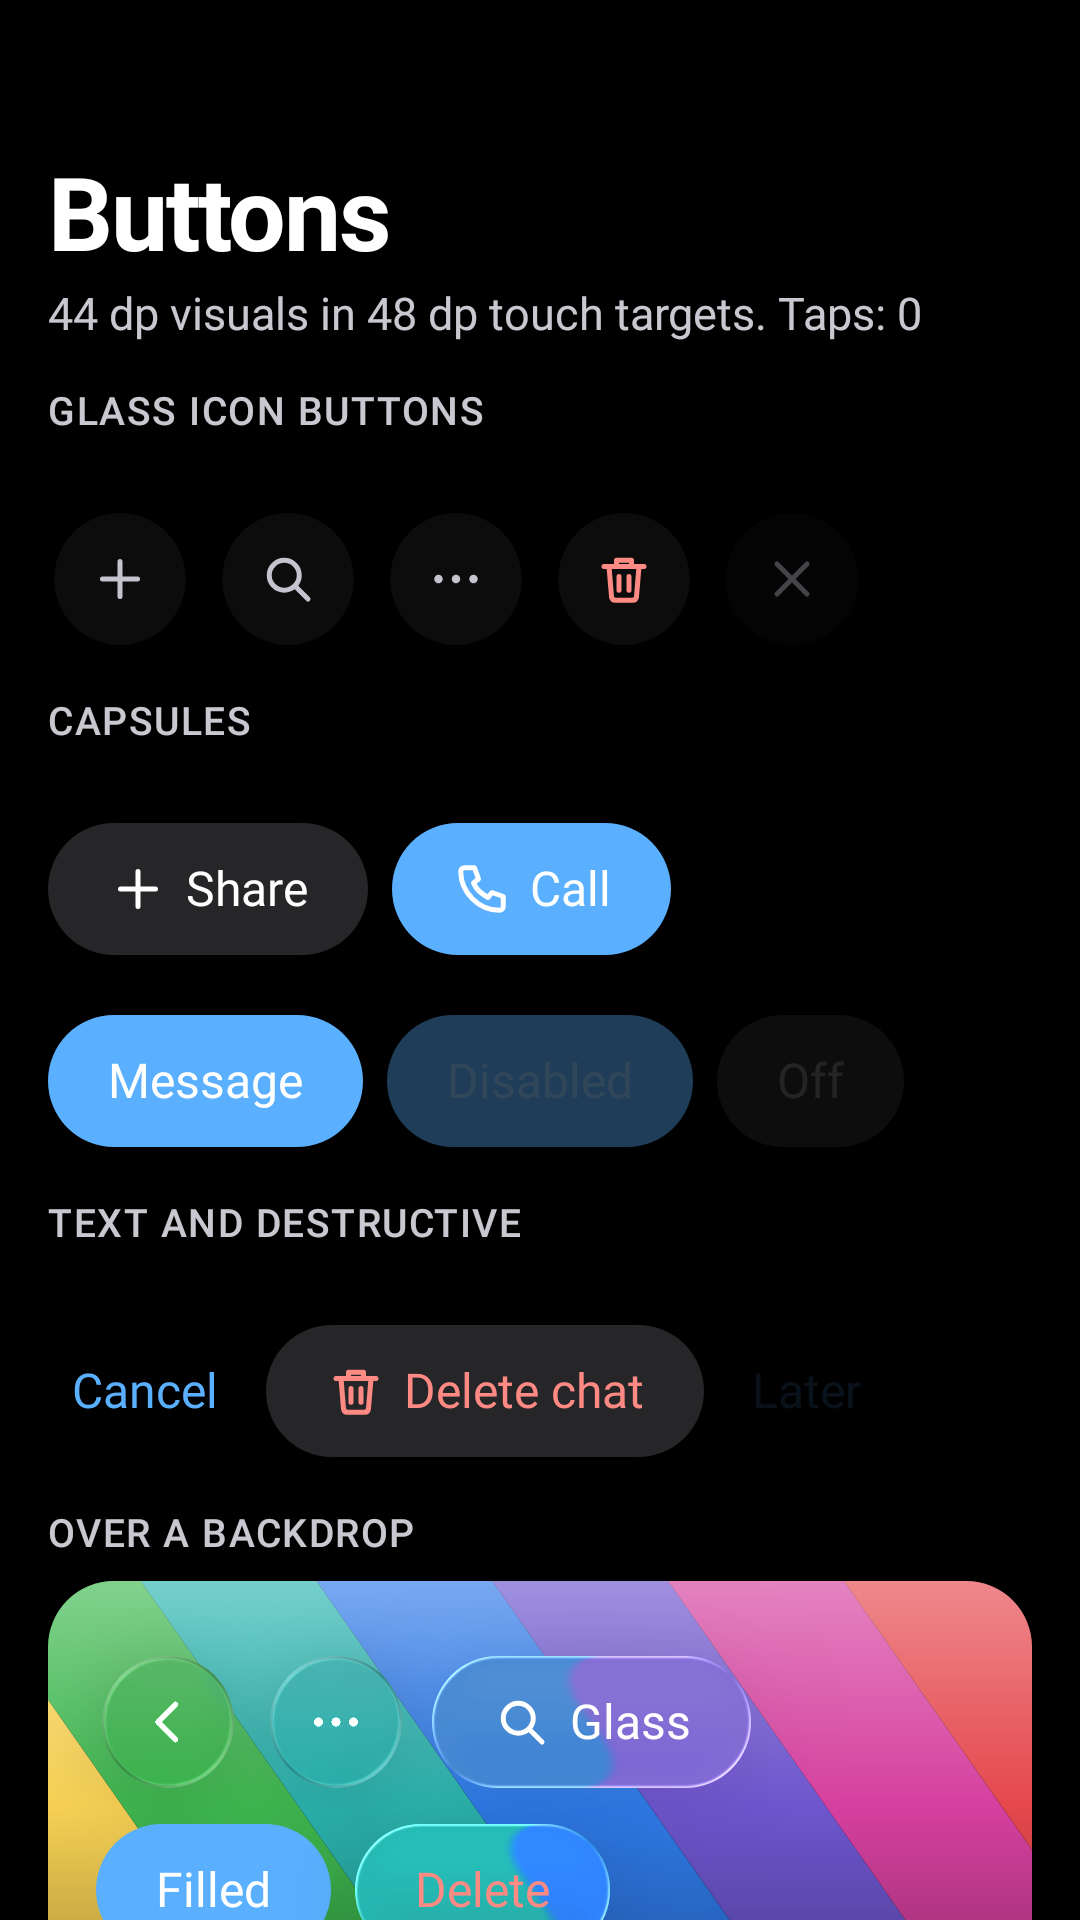 Buttons
44 dp visuals in 48 dp touch targets. Taps: 0
GLASS ICON BUTTONS
CAPSULES
Share
Call
Message
Disabled
Off
TEXT AND DESTRUCTIVE
Cancel
Delete chat
Later
OVER A BACKDROP
Glass
Filled
Delete